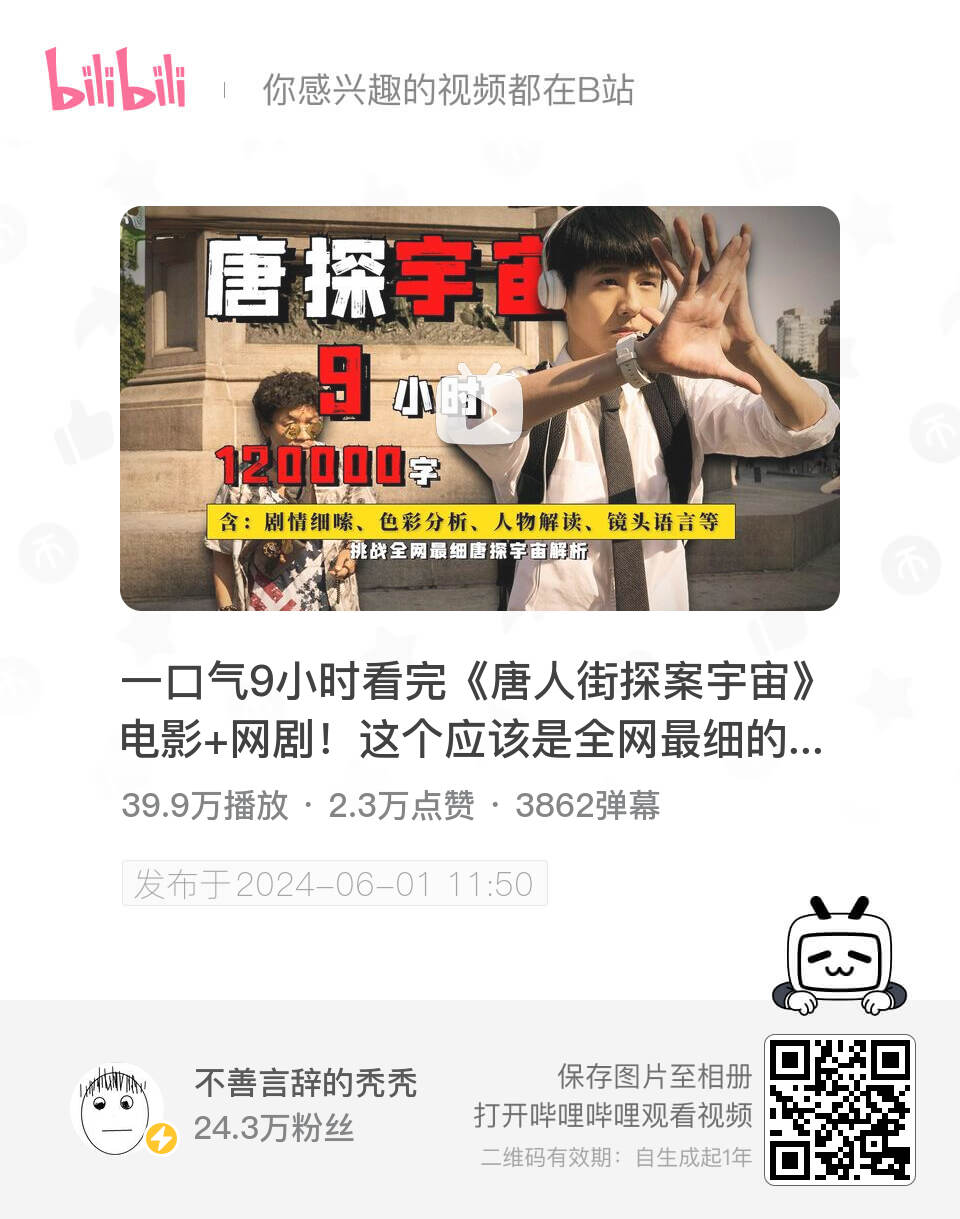 bilibili
你感兴趣的视频都在B站
唐探宇宙
9小时
120000字
含：剧情细嗦、色彩分析、人物解读、镜头语言等
挑战全网最细唐探宇宙解析
一口气9小时看完《唐人街探案宇宙》
电影+网剧！这个应该是全网最细的...
39.9万播放 · 2.3万点赞 · 3862弹幕
发布于2024-06-01 11:50
不善言辞的秃秃
24.3万粉丝
保存图片至相册
打开哔哩哔哩观看视频
二维码有效期：自生成起1年